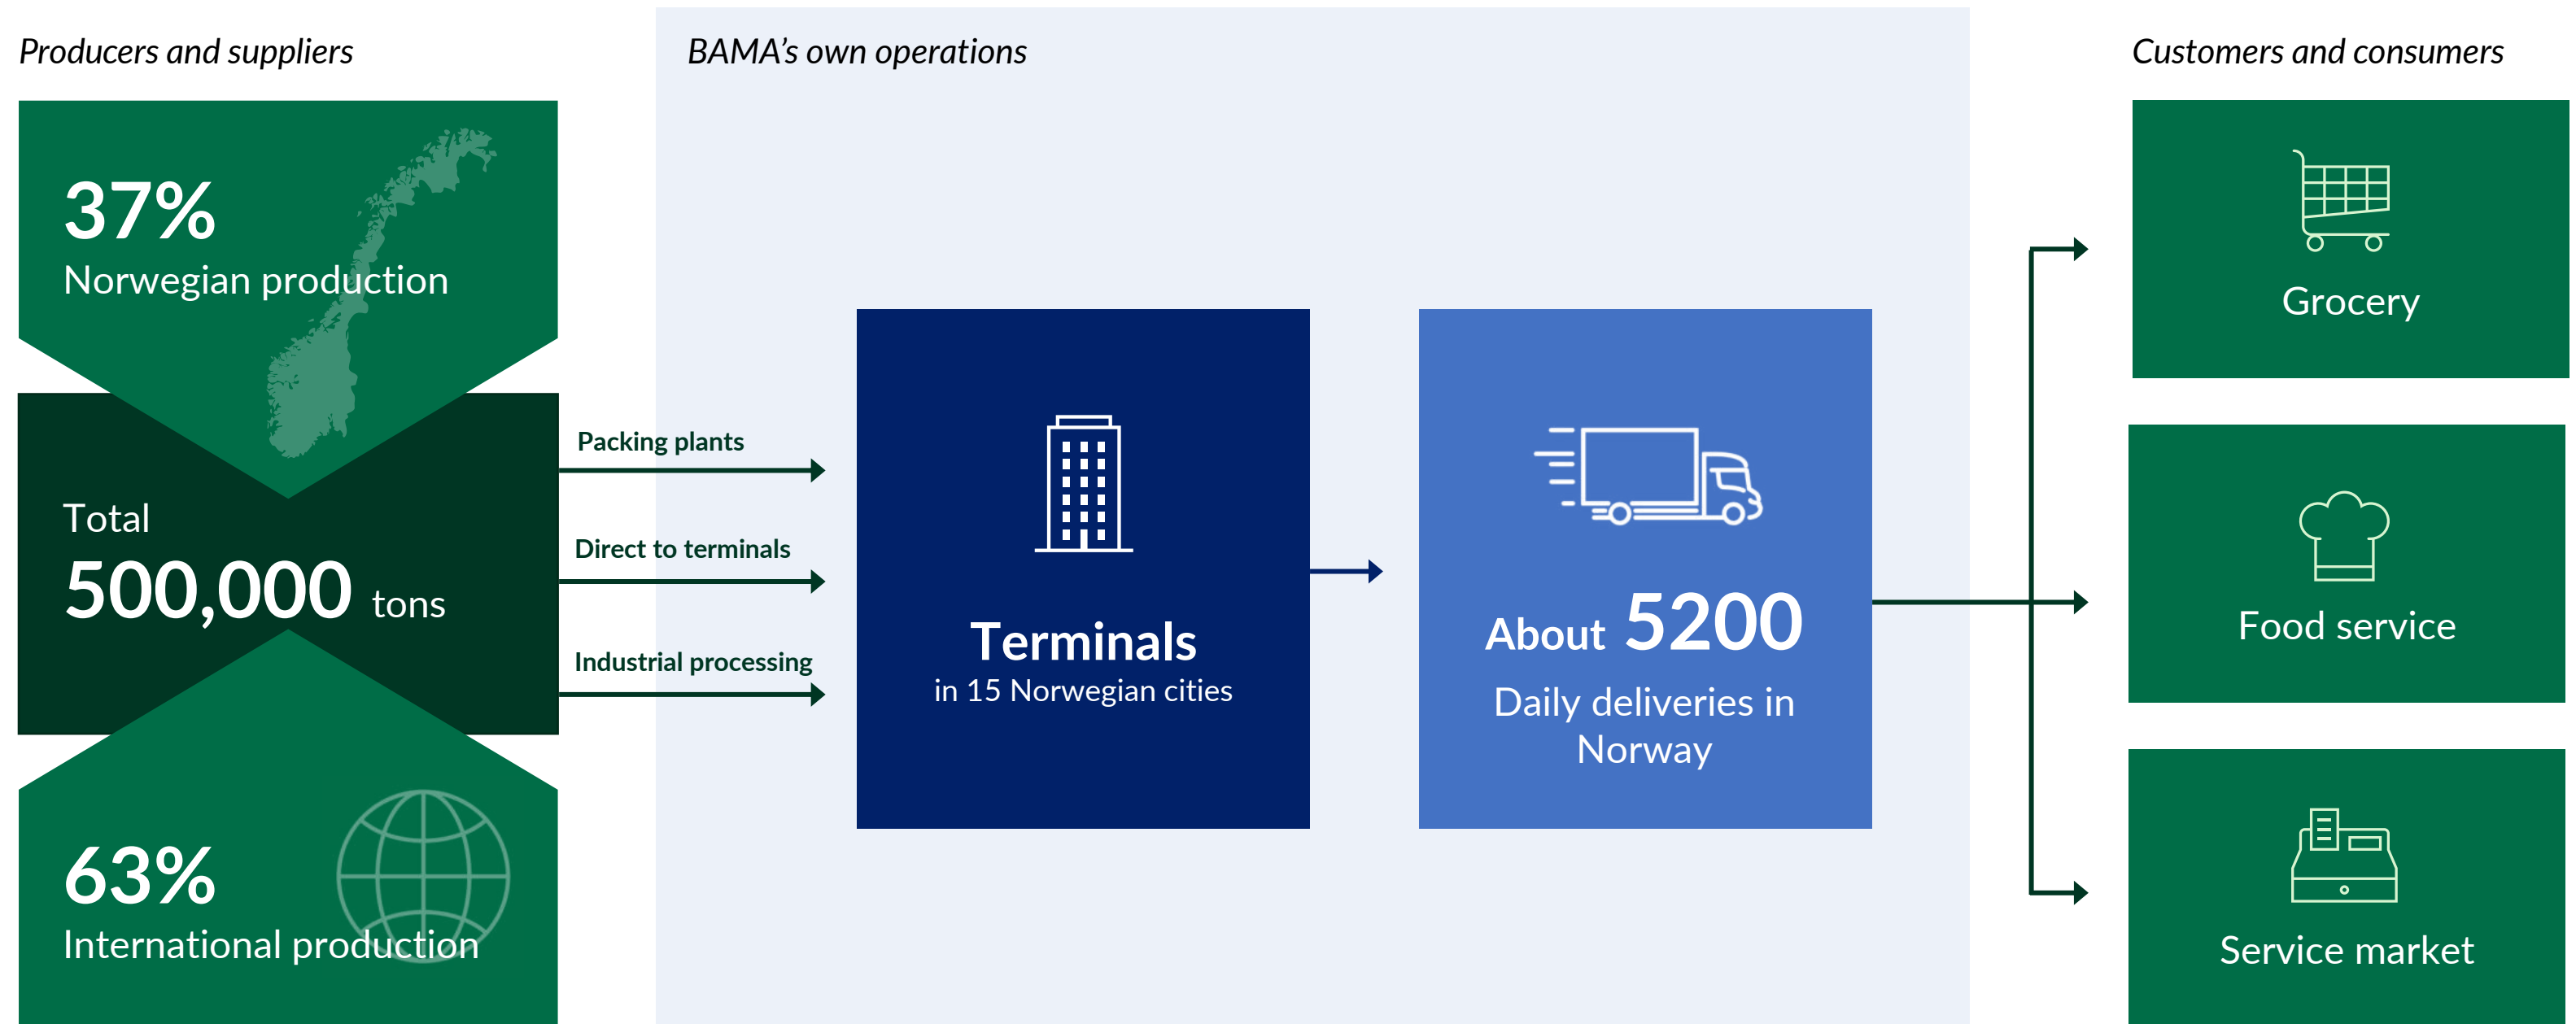 Producers and suppliers
37%
Norwegian production
Total
500,000 tons
63%
International production
Packing plants
Direct to terminals
Industrial processing
BAMA’s own operations
Terminals
in 15 Norwegian cities
About 5200
Daily deliveries in
Norway
Customers and consumers
Grocery
Food service
Service market